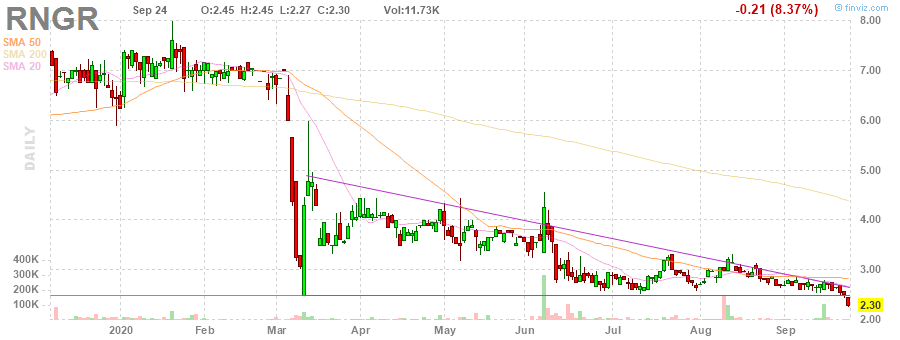 RNGR Sep 24 O:2.45 H:2.45 L:2.27 C:2.30 Vol:11.73K -0.21 (8.37%) © finviz.com
SMA 50
SMA 200
SMA 20
DAILY
8.00
7.00
6.00
5.00
4.00
3.00
2.30
2.00
400K
300K
200K
100K
2020 Feb Mar Apr May Jun Jul Aug Sep